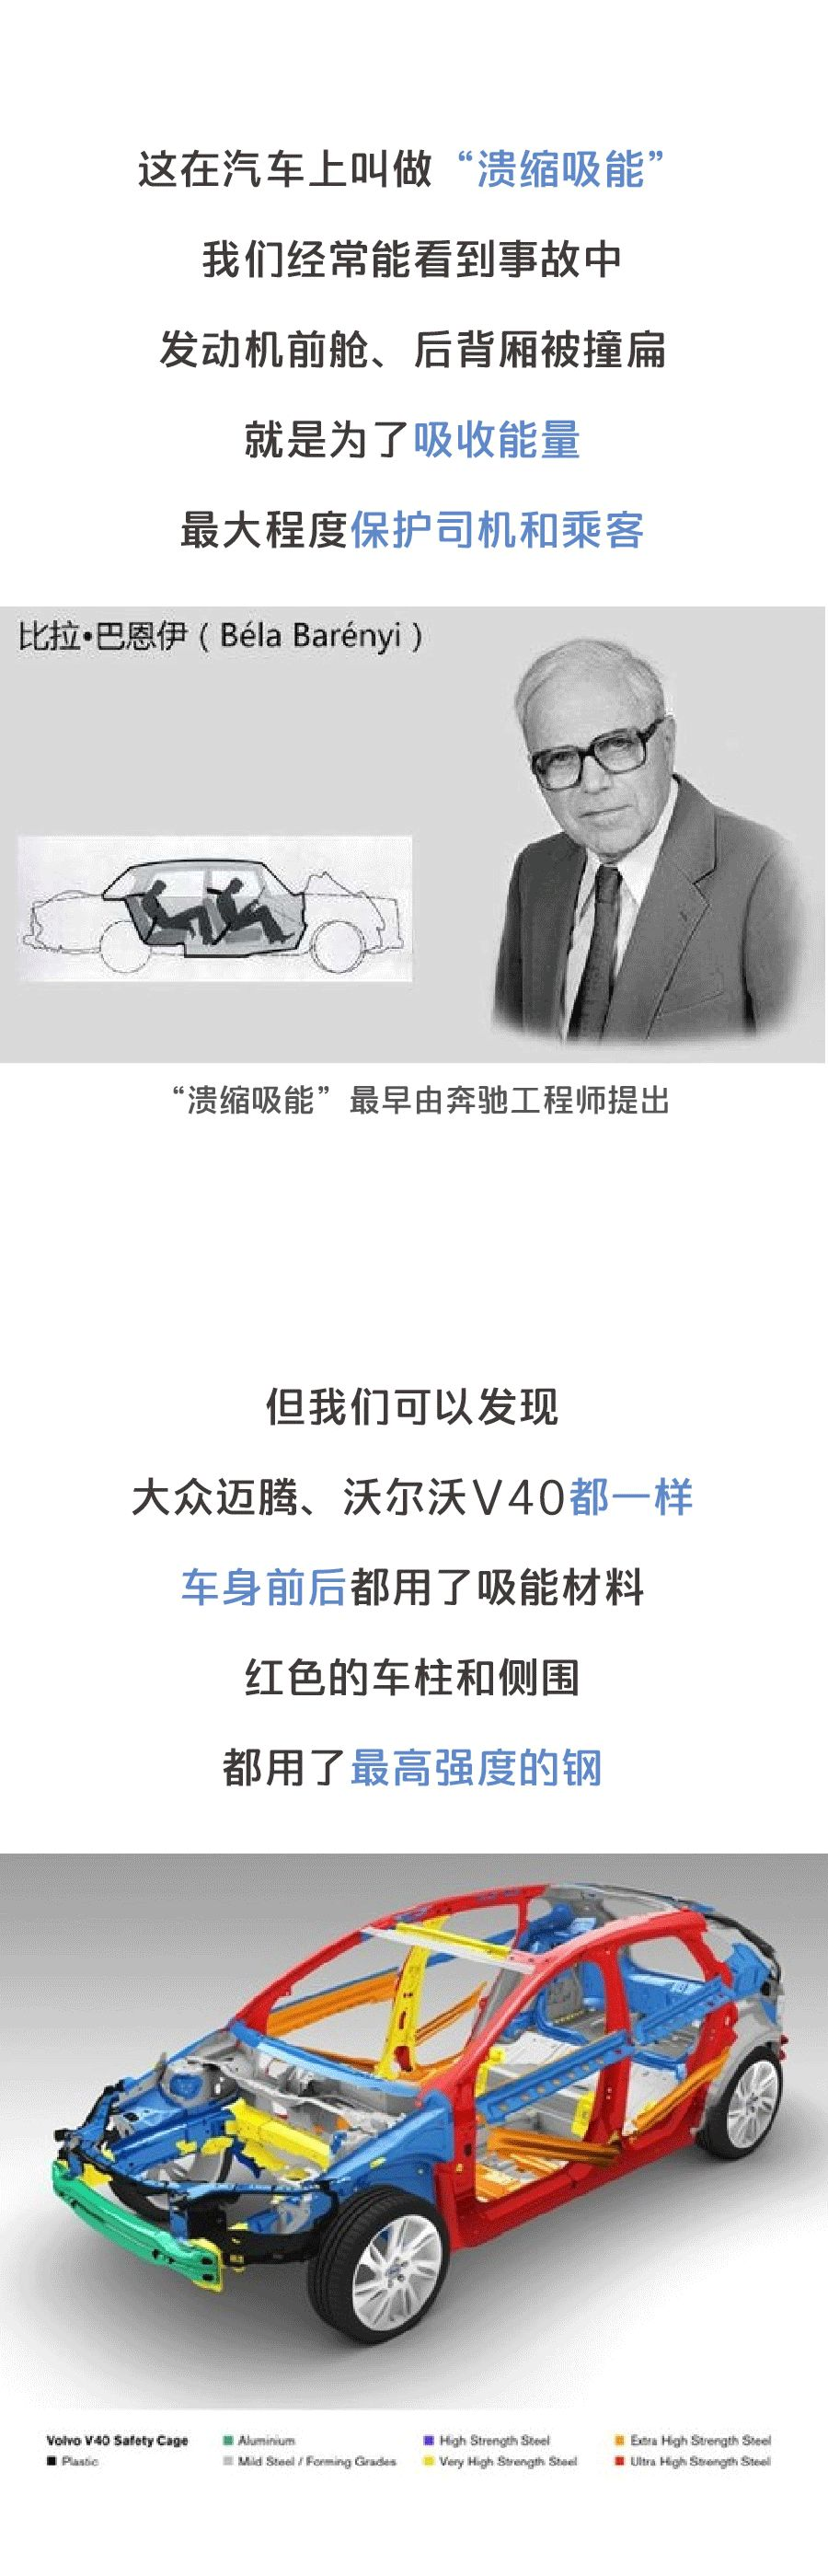 这在汽车上叫做“溃缩吸能”
我们经常能看到事故中
发动机前舱、后背厢被撞扁
就是为了吸收能量
最大程度保护司机和乘客
比拉•巴恩伊（Béla Barényi）
“溃缩吸能”最早由奔驰工程师提出
但我们可以发现
大众迈腾、沃尔沃V40都一样
车身前后都用了吸能材料
红色的车柱和侧围
都用了最高强度的钢
Volvo V40 Safety Cage
Aluminium
High Strength Steel
Extra High Strength Steel
Plastic
Mild Steel / Forming Grades
Very High Strength Steel
Ultra High Strength Steel